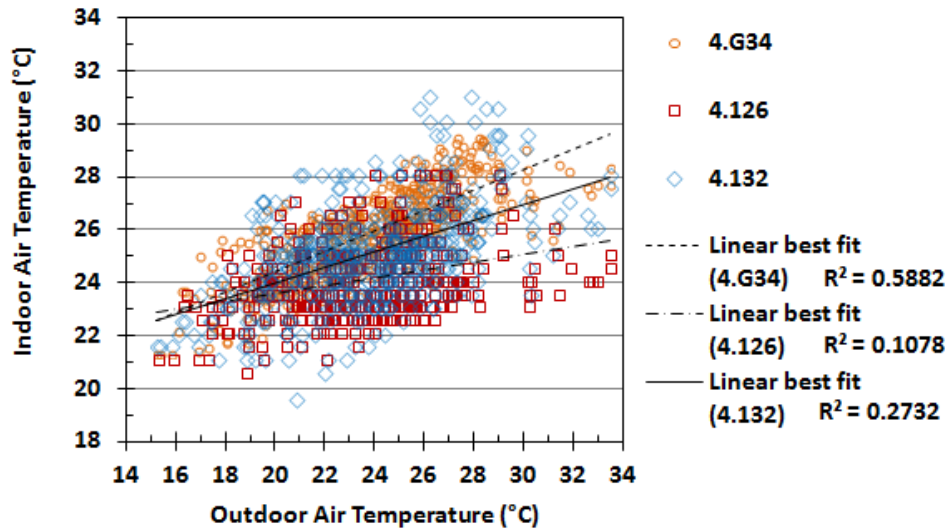 34
32
30
28
26
24
22
20
18
Indoor Air Temperature (°C)
14 16 18 20 22 24 26 28 30 32 34
Outdoor Air Temperature (°C)
4.G34
4.126
4.132
Linear best fit
(4.G34) R² = 0.5882
Linear best fit
(4.126) R² = 0.1078
Linear best fit
(4.132) R² = 0.2732